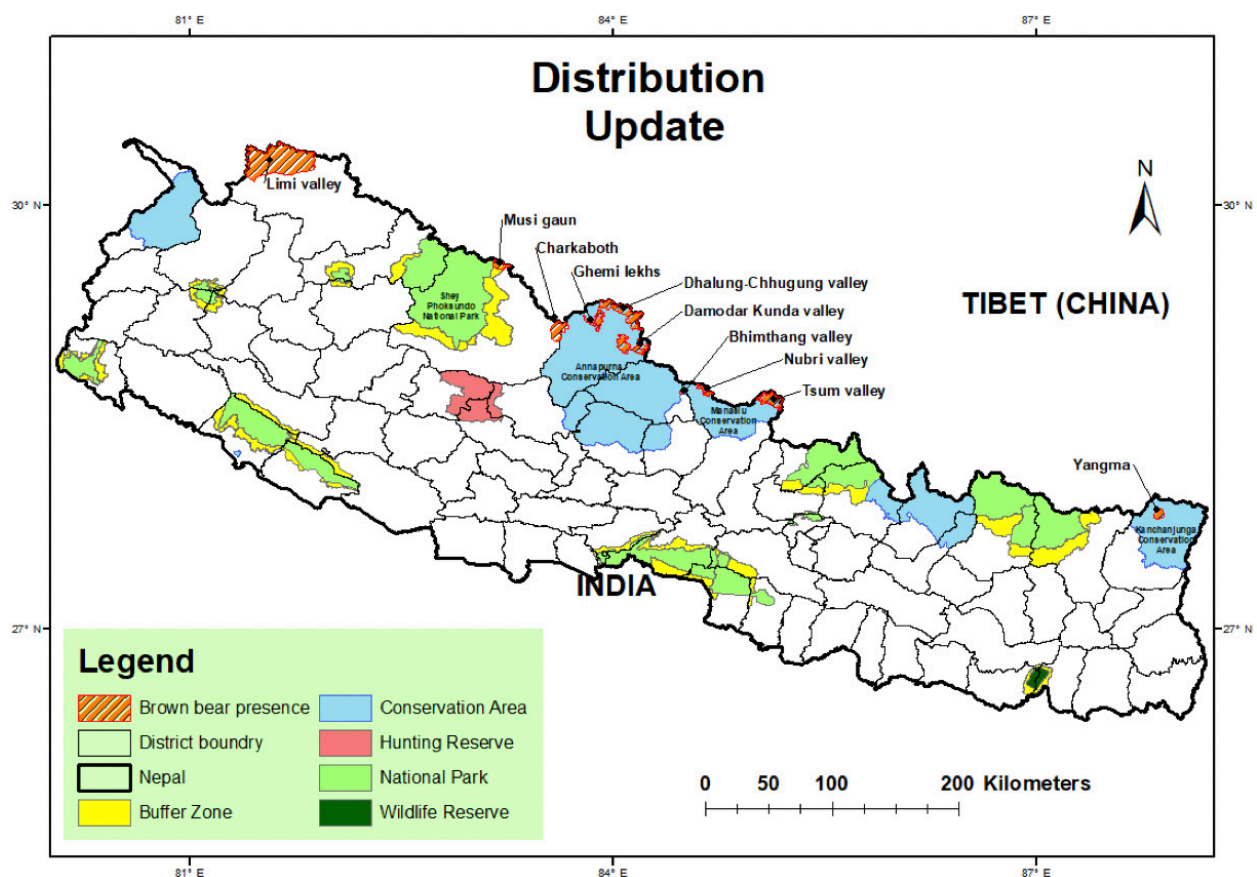 81° E
84° E
87° E
Distribution
Update
N
30° N
30° N
Limi valley
Musi gaun
Charkaboth
Ghemi lekhs
Dhalung-Chhugung valley
Damodar Kunda valley
Bhimthang valley
Nubri valley
Tsum valley
TIBET (CHINA)
Shey
Phoksundo
National Park
Annapurna
Conservation Area
Manaslu
Conservation
Area
Yangma
Kanchanjunga
Conservation
Area
INDIA
27° N
27° N
Legend
Brown bear presence
Conservation Area
District boundry
Hunting Reserve
Nepal
National Park
Buffer Zone
Wildlife Reserve
0 50 100 200 Kilometers
81° E
84° E
87° E